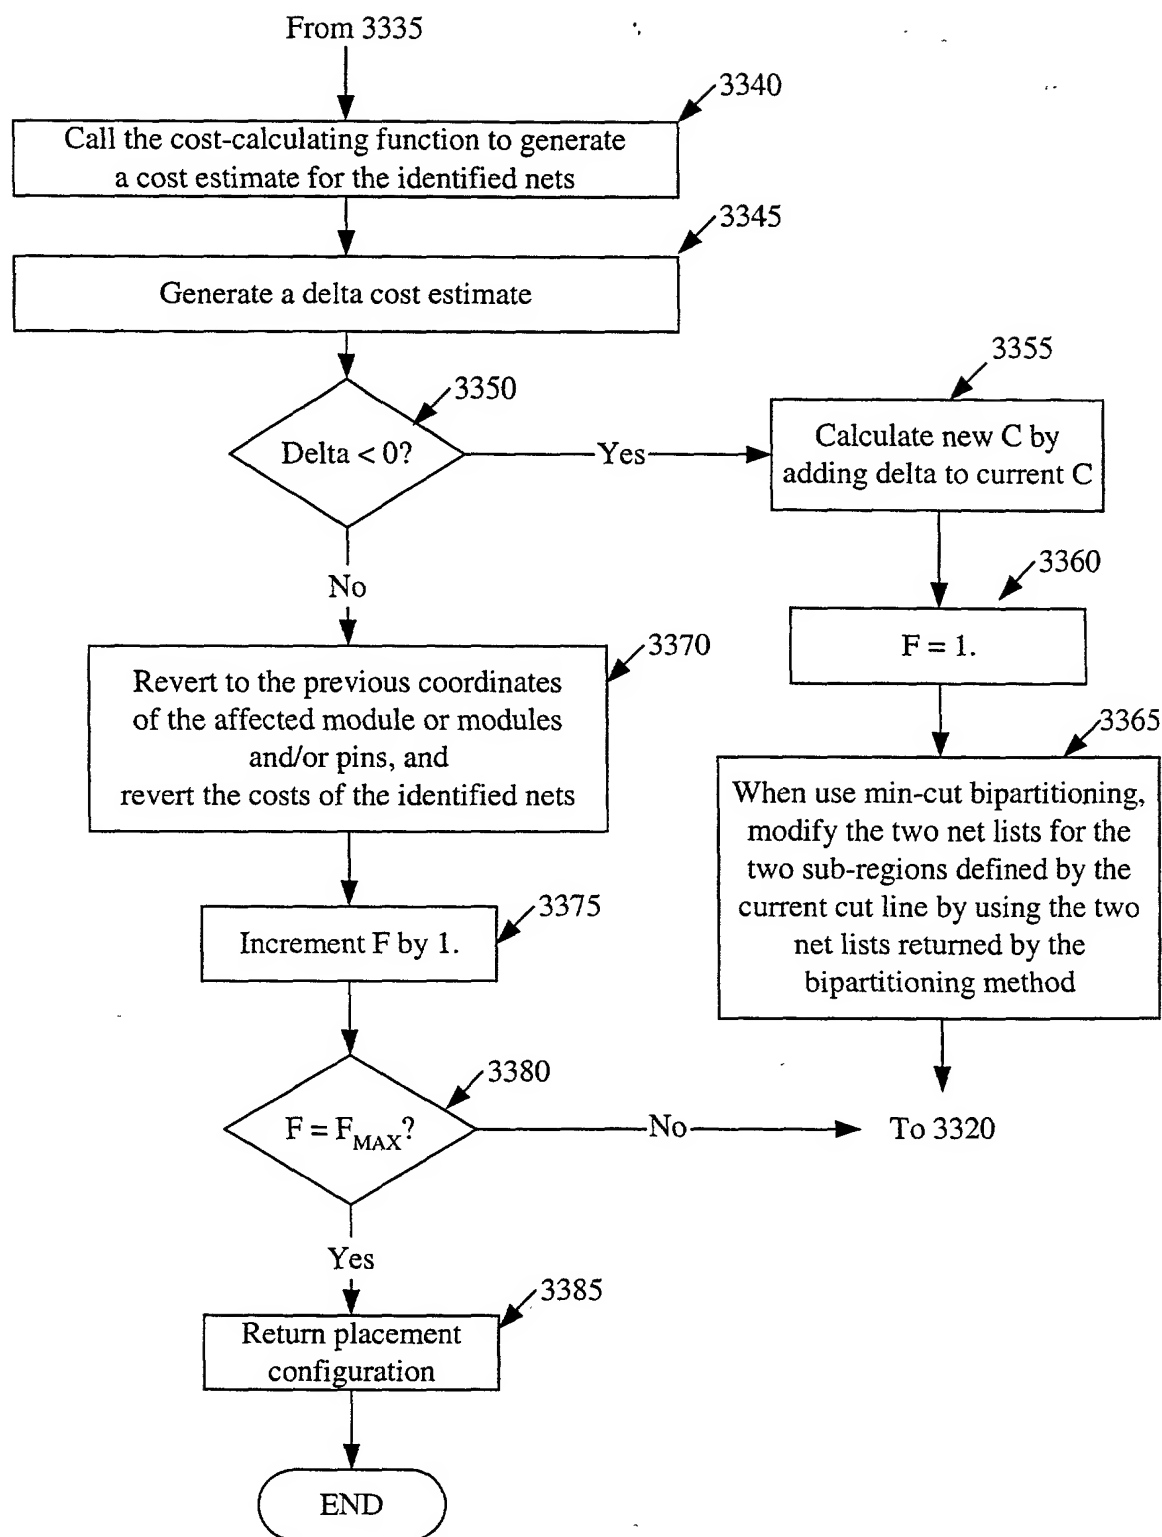 From 3335
3340
Call the cost-calculating function to generate
a cost estimate for the identified nets
3345
Generate a delta cost estimate
3350
Delta < 0?
Yes
3355
Calculate new C by
adding delta to current C
No
3360
F = 1.
3370
Revert to the previous coordinates
of the affected module or modules
and/or pins, and
revert the costs of the identified nets
3365
When use min-cut bipartitioning,
modify the two net lists for the
two sub-regions defined by the
current cut line by using the two
net lists returned by the
bipartitioning method
3375
Increment F by 1.
3380
F = F_MAX?
No
To 3320
Yes
3385
Return placement
configuration
END